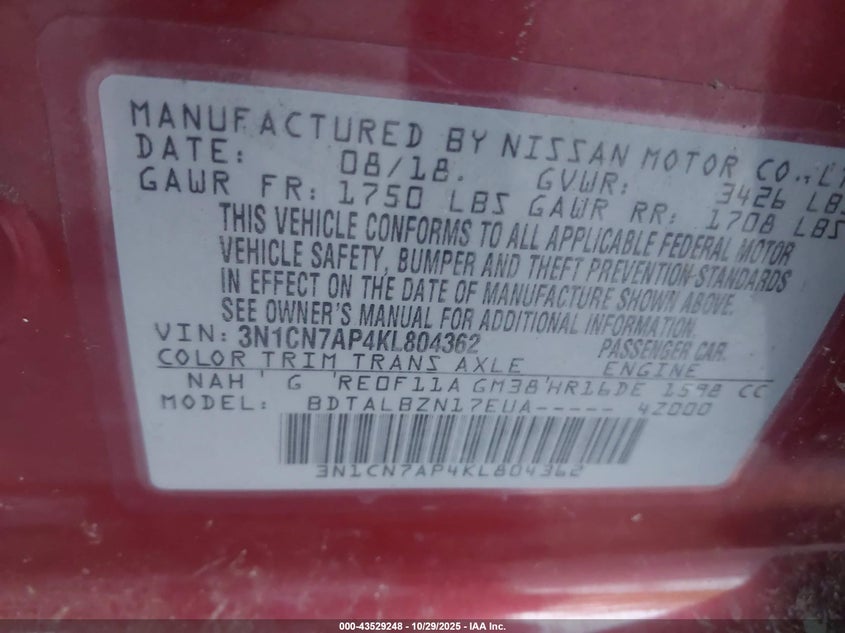 MANUFACTURED BY NISSAN MOTOR CO.,
DATE: 08/18. GVWR: 3426 LBS
GAWR FR: 1750 LBS GAWR RR: 1708 LBS
THIS VEHICLE CONFORMS TO ALL APPLICABLE FEDERAL MOTOR
VEHICLE SAFETY, BUMPER AND THEFT PREVENTION STANDARDS
IN EFFECT ON THE DATE OF MANUFACTURE SHOWN ABOVE.
SEE OWNER'S MANUAL FOR ADDITIONAL INFORMATION.
VIN: 3N1CN7AP4KL804362 PASSENGER CAR.
COLOR TRIM TRANS AXLE ENGINE
NAH G RE0F11A GM38 HR16DE 1598 CC
MODEL: BDTALBZN17EUA----- 4Z000
3N1CN7AP4KL804362
000-43529248 - 10/29/2025 - IAA Inc.